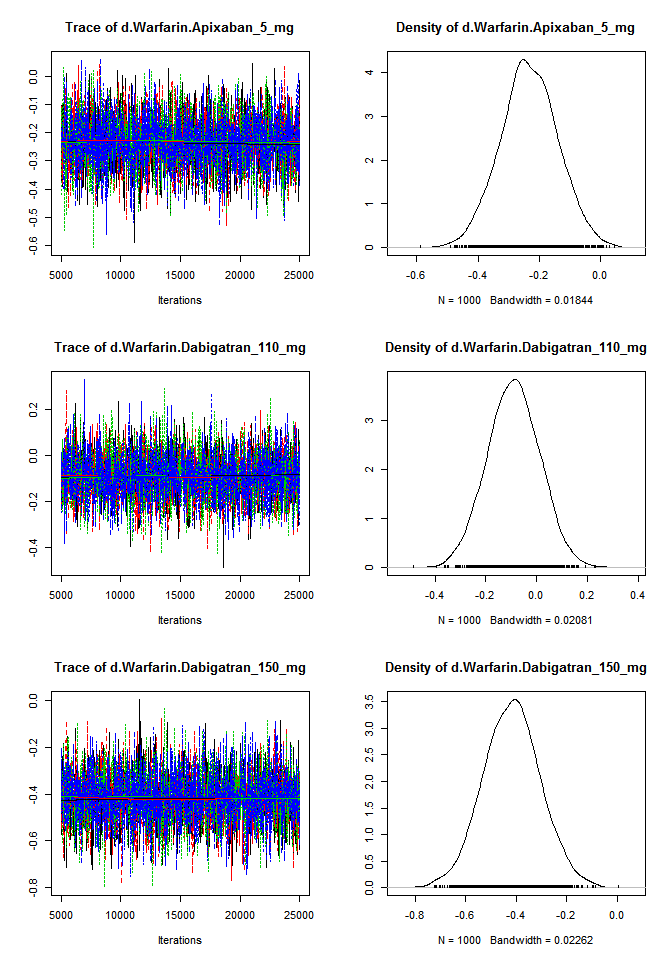 Trace of d.Warfarin.Apixaban_5_mg
0.0
-0.1
-0.2
-0.3
-0.4
-0.5
-0.6
5000 10000 15000 20000 25000
Iterations
Density of d.Warfarin.Apixaban_5_mg
4
3
2
1
0
-0.6 -0.4 -0.2 0.0
N = 1000 Bandwidth = 0.01844
Trace of d.Warfarin.Dabigatran_110_mg
0.2
0.0
-0.2
-0.4
5000 10000 15000 20000 25000
Iterations
Density of d.Warfarin.Dabigatran_110_mg
3
2
1
0
-0.4 -0.2 0.0 0.2 0.4
N = 1000 Bandwidth = 0.02081
Trace of d.Warfarin.Dabigatran_150_mg
0.0
-0.2
-0.4
-0.6
-0.8
5000 10000 15000 20000 25000
Iterations
Density of d.Warfarin.Dabigatran_150_mg
3.5
3.0
2.5
2.0
1.5
1.0
0.5
0.0
-0.8 -0.6 -0.4 -0.2 0.0
N = 1000 Bandwidth = 0.02262